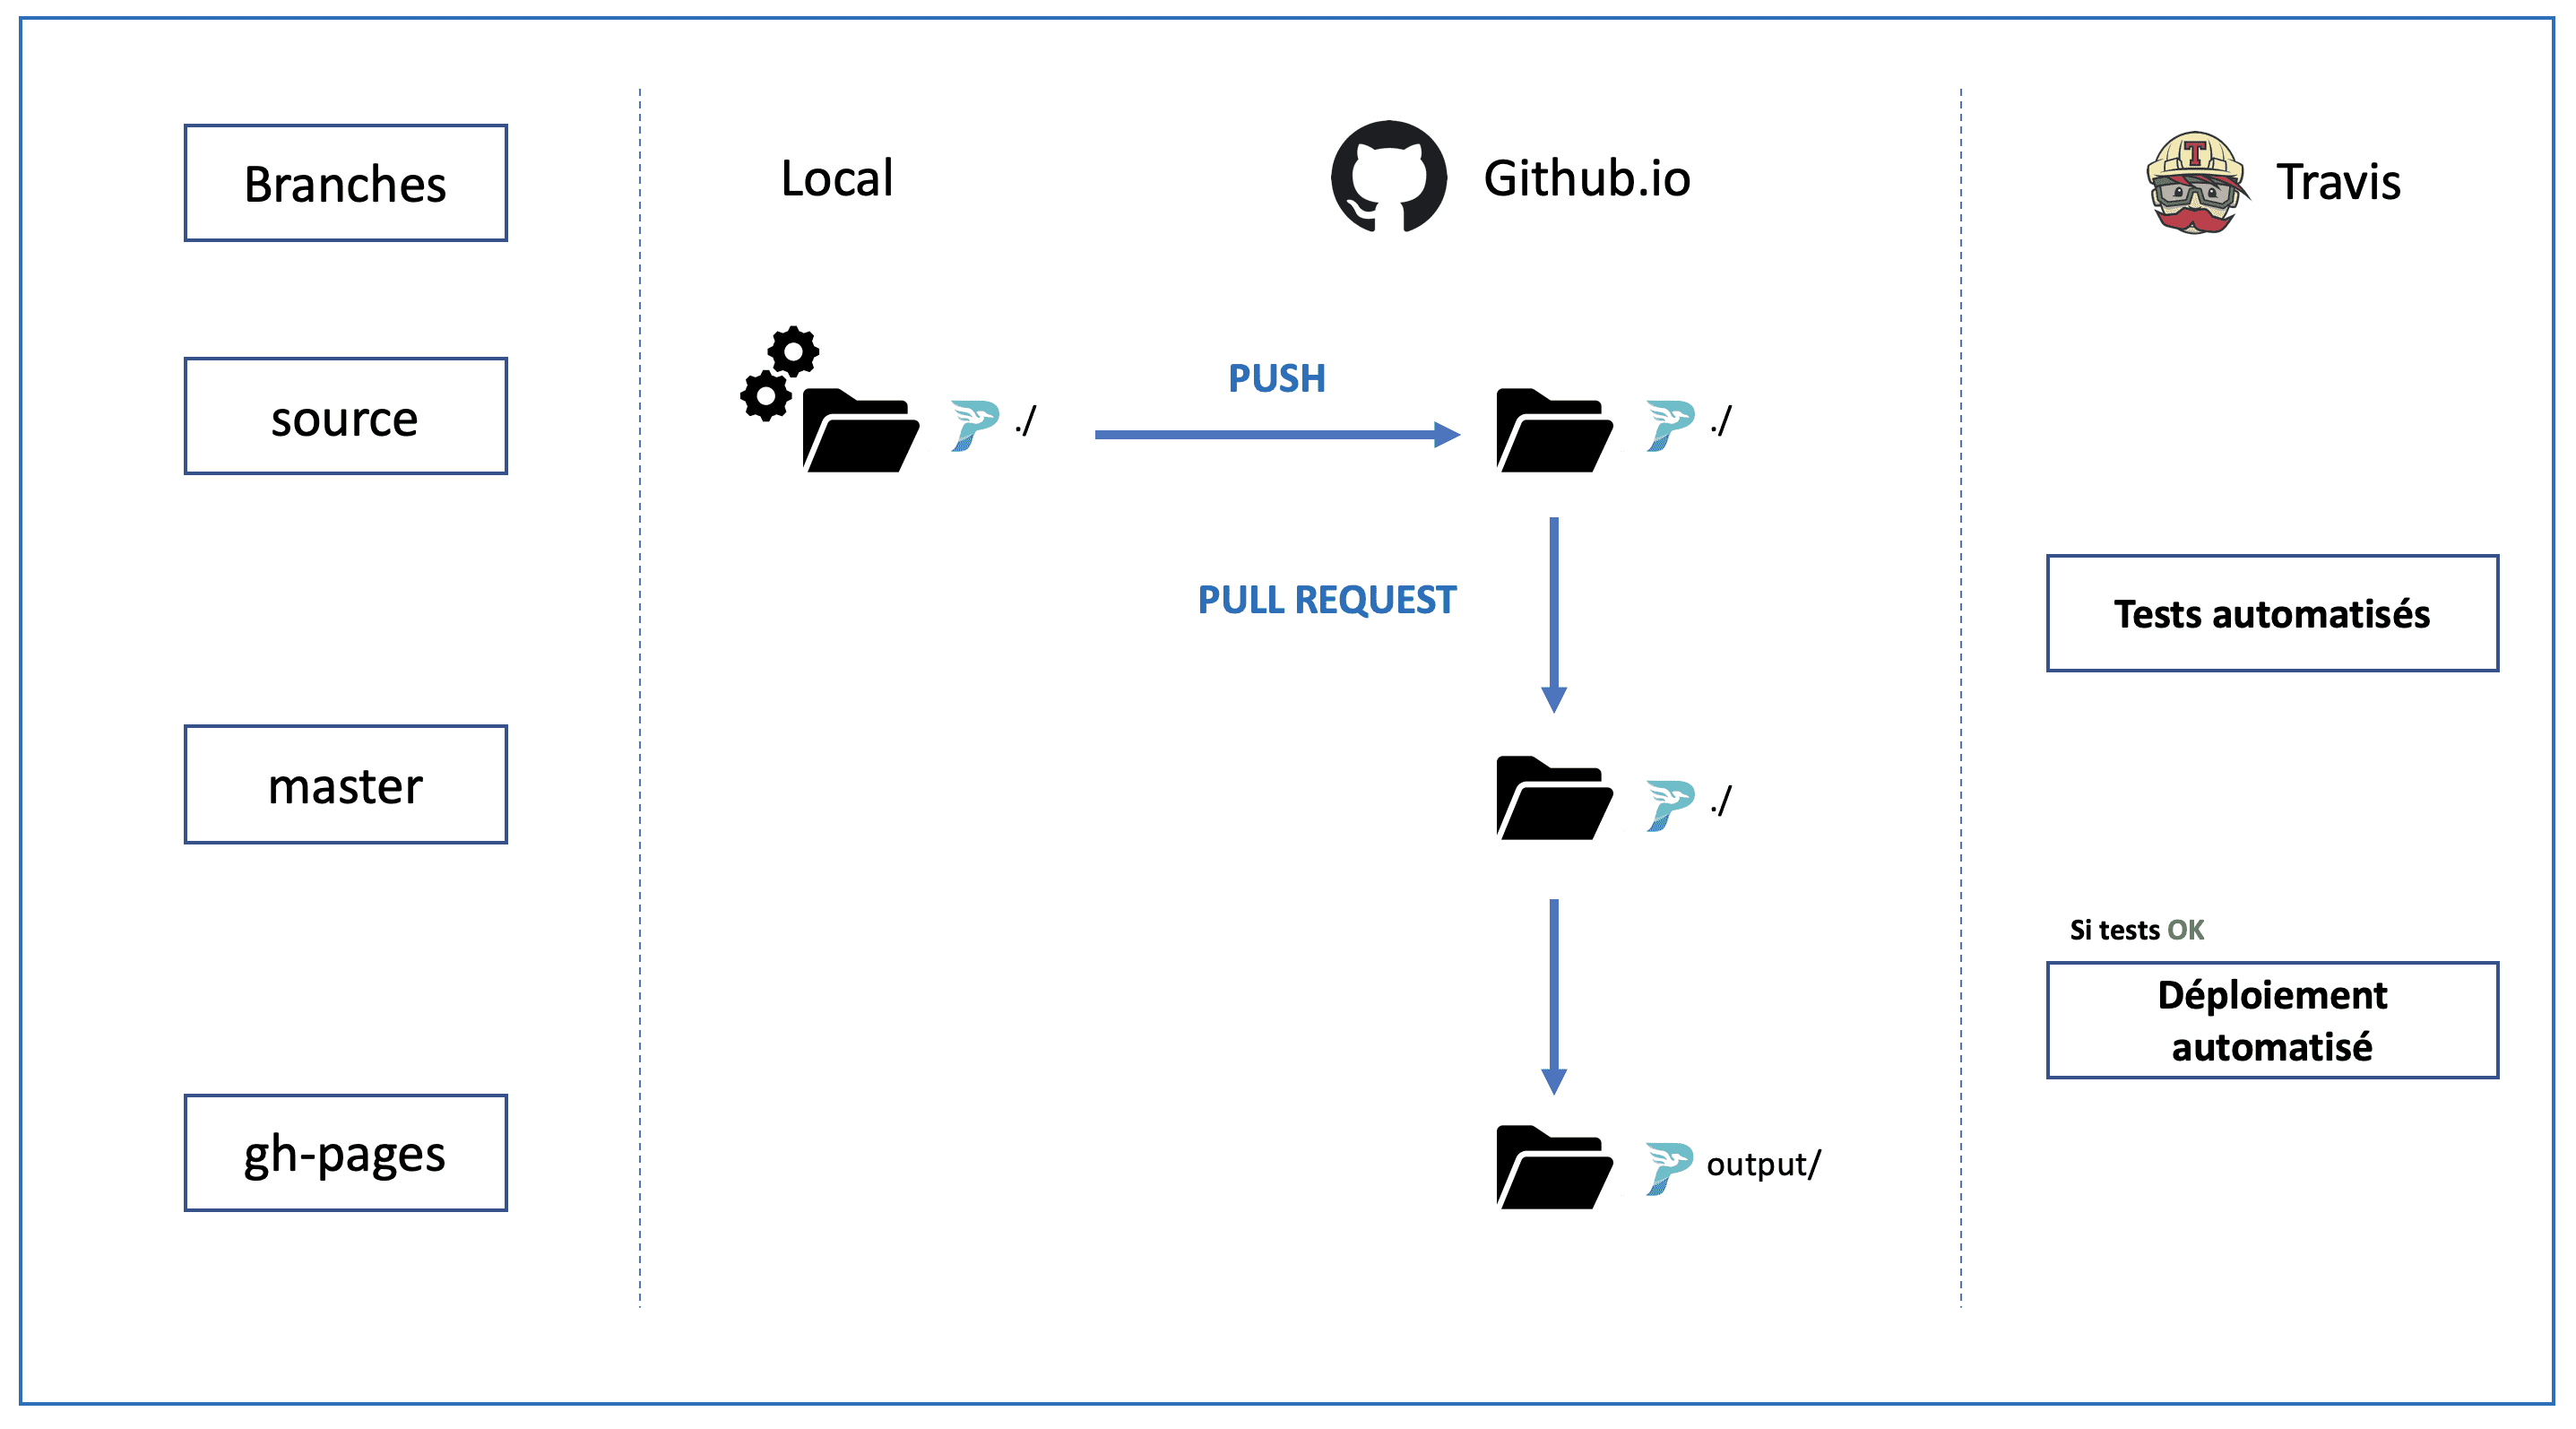 Branches
Local
Github.io
T
Travis
source
./
PUSH
./
PULL REQUEST
Tests automatisés
master
./
Si tests OK
Déploiement
automatisé
gh-pages
output/